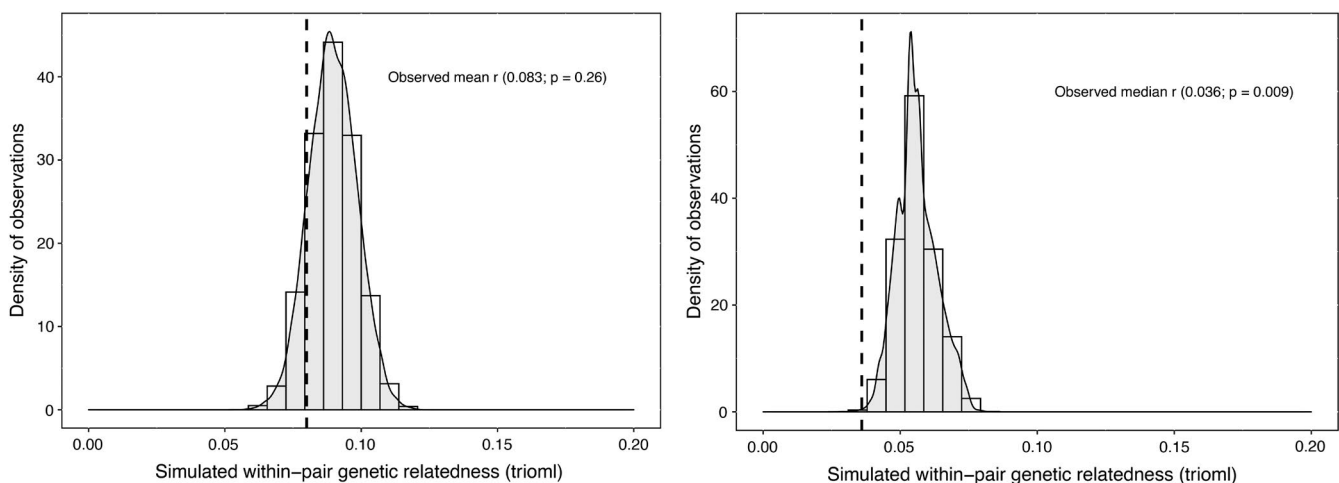 Density of observations
40
30
20
10
0
Observed mean r (0.083; p = 0.26)
0.00 0.05 0.10 0.15 0.20
Simulated within−pair genetic relatedness (trioml)
Density of observations
60
40
20
0
Observed median r (0.036; p = 0.009)
0.00 0.05 0.10 0.15 0.20
Simulated within−pair genetic relatedness (trioml)